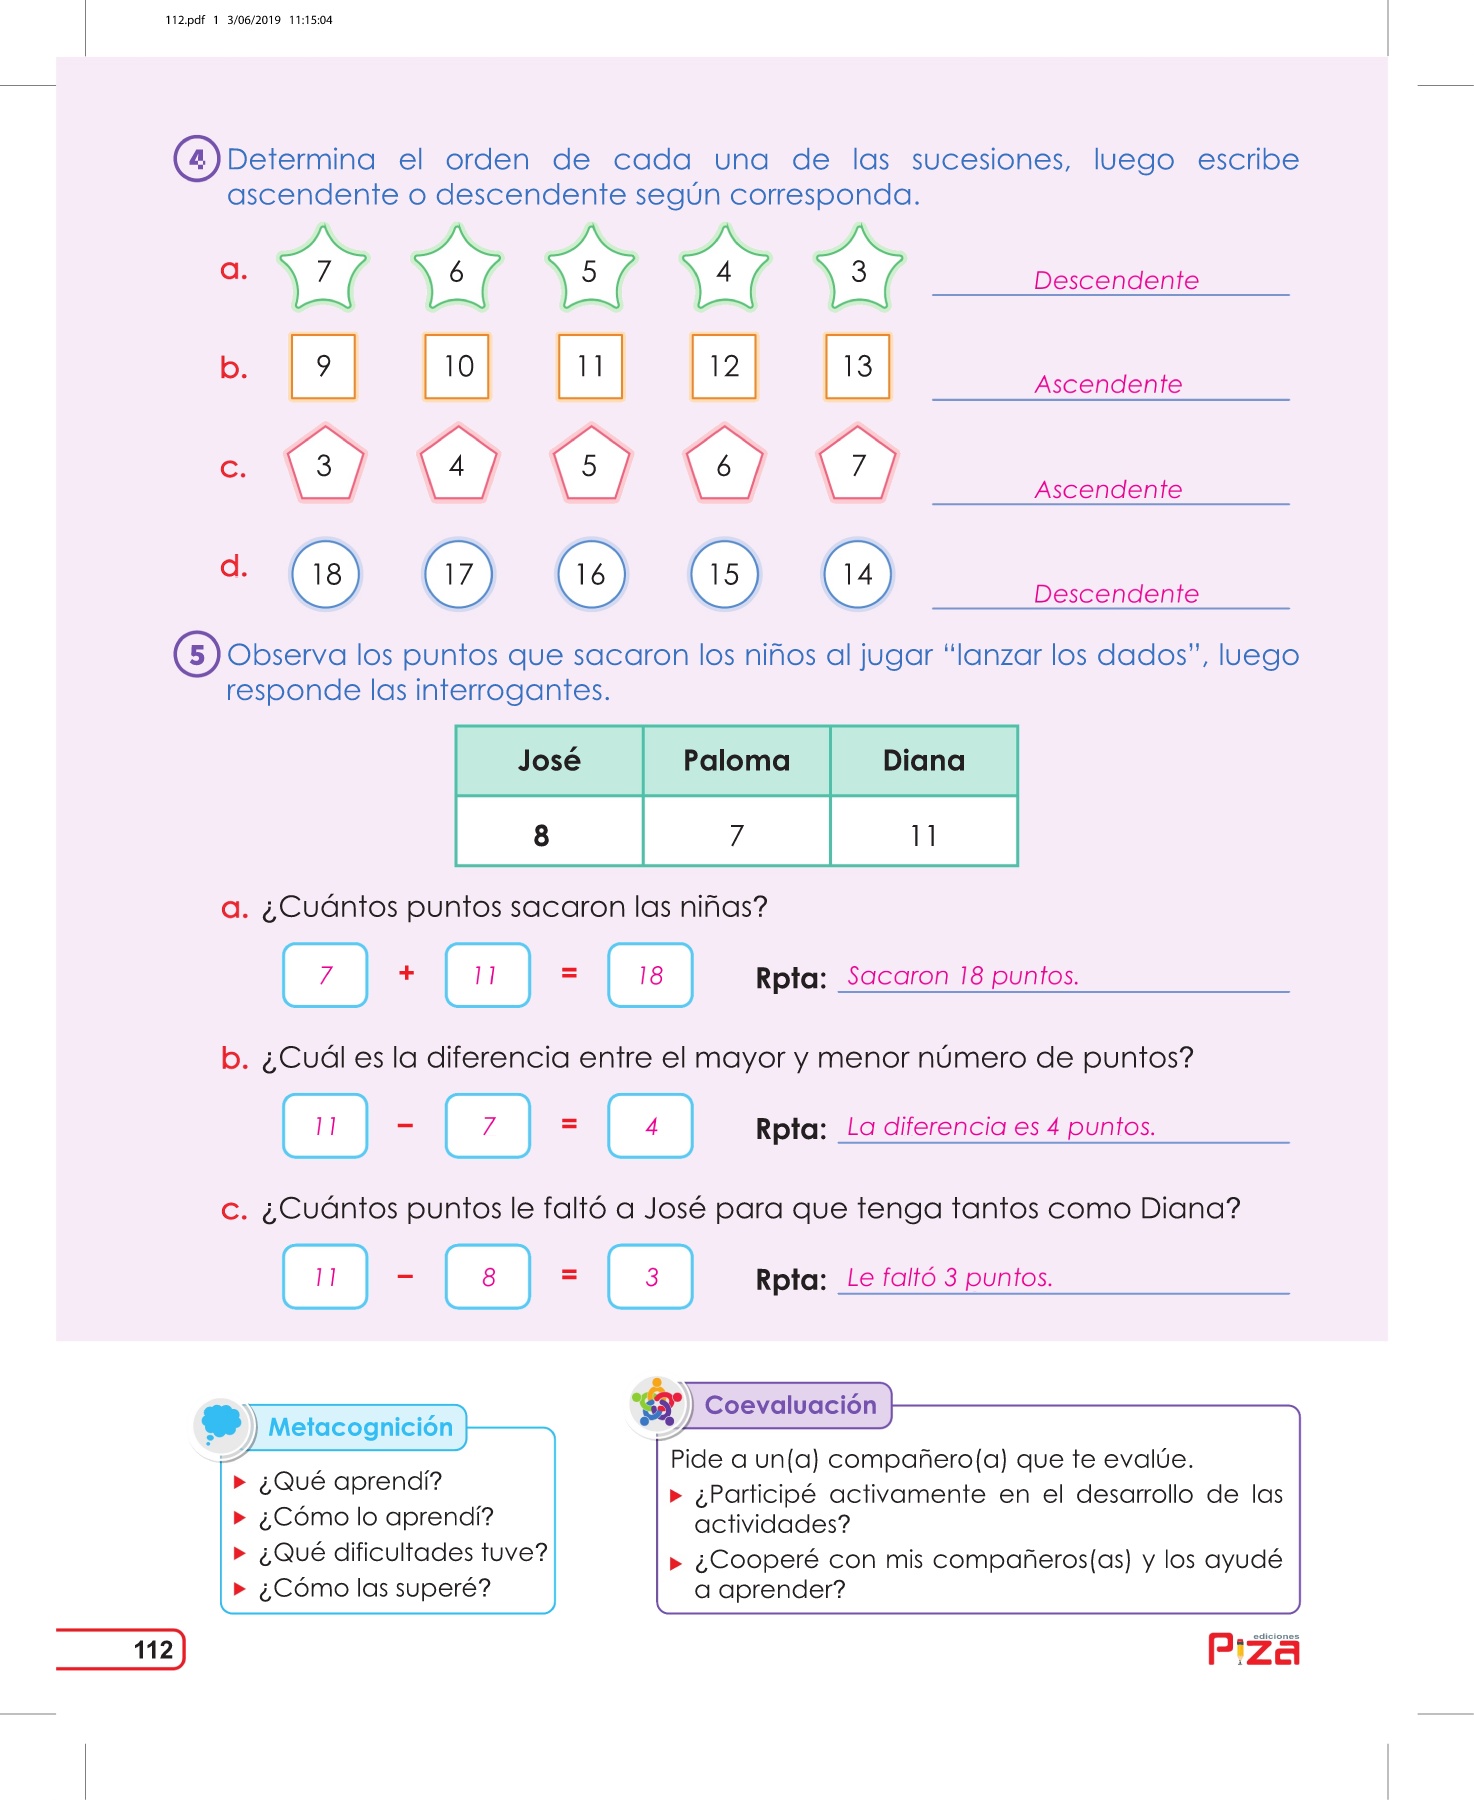 112.pdf 1 3/06/2019 11:15:04
4 Determina el orden de cada una de las sucesiones, luego escribe
ascendente o descendente según corresponda.
a. 7 6 5 4 3 Descendente
b. 9 10 11 12 13 Ascendente
c. 3 4 5 6 7 Ascendente
d. 18 17 16 15 14 Descendente
5 Observa los puntos que sacaron los niños al jugar “lanzar los dados”, luego
responde las interrogantes.
José Paloma Diana
8 7 11
a. ¿Cuántos puntos sacaron las niñas?
7 + 11 = 18 Rpta: Sacaron 18 puntos.
b. ¿Cuál es la diferencia entre el mayor y menor número de puntos?
11 – 7 = 4 Rpta: La diferencia es 4 puntos.
c. ¿Cuántos puntos le faltó a José para que tenga tantos como Diana?
11 – 8 = 3 Rpta: Le faltó 3 puntos.
Metacognición
¿Qué aprendí?
¿Cómo lo aprendí?
¿Qué dificultades tuve?
¿Cómo las superé?
Coevaluación
Pide a un(a) compañero(a) que te evalúe.
¿Participé activamente en el desarrollo de las
actividades?
¿Cooperé con mis compañeros(as) y los ayudé
a aprender?
112
ediciones
Piza